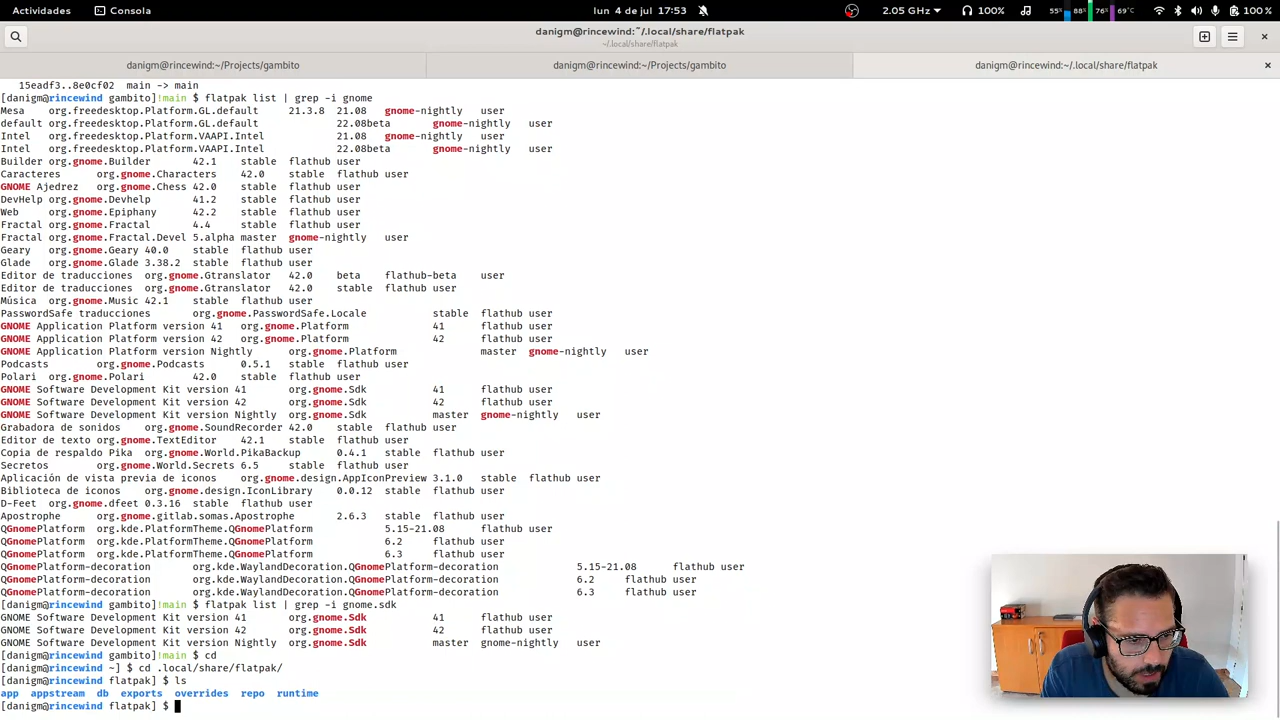 Actividades Consola lun 4 de jul 17:53 2.05 GHz 100% 55% 88% 76% 69°C 100 %
danigm@rincewind:~/.local/share/flatpak
~/.local/share/flatpak
danigm@rincewind:~/Projects/gambito danigm@rincewind:~/Projects/gambito danigm@rincewind:~/.local/share/flatpak
15eadf3..8e0cf02 main -> main
[danigm@rincewind gambito]!main $ flatpak list | grep -i gnome
Mesa org.freedesktop.Platform.GL.default 21.3.8 21.08 gnome-nightly user
default org.freedesktop.Platform.GL.default 22.08beta gnome-nightly user
Intel org.freedesktop.Platform.VAAPI.Intel 21.08 gnome-nightly user
Intel org.freedesktop.Platform.VAAPI.Intel 22.08beta gnome-nightly user
Builder org.gnome.Builder 42.1 stable flathub user
Caracteres org.gnome.Characters 42.0 stable flathub user
GNOME Ajedrez org.gnome.Chess 42.0 stable flathub user
DevHelp org.gnome.Devhelp 41.2 stable flathub user
Web org.gnome.Epiphany 42.2 stable flathub user
Fractal org.gnome.Fractal 4.4 stable flathub user
Fractal org.gnome.Fractal.Devel 5.alpha master gnome-nightly user
Geary org.gnome.Geary 40.0 stable flathub user
Glade org.gnome.Glade 3.38.2 stable flathub user
Editor de traducciones org.gnome.Gtranslator 42.0 beta flathub-beta user
Editor de traducciones org.gnome.Gtranslator 42.0 stable flathub user
Música org.gnome.Music 42.1 stable flathub user
PasswordSafe traducciones org.gnome.PasswordSafe.Locale stable flathub user
GNOME Application Platform version 41 org.gnome.Platform 41 flathub user
GNOME Application Platform version 42 org.gnome.Platform 42 flathub user
GNOME Application Platform version Nightly org.gnome.Platform master gnome-nightly user
Podcasts org.gnome.Podcasts 0.5.1 stable flathub user
Polari org.gnome.Polari 42.0 stable flathub user
GNOME Software Development Kit version 41 org.gnome.Sdk 41 flathub user
GNOME Software Development Kit version 42 org.gnome.Sdk 42 flathub user
GNOME Software Development Kit version Nightly org.gnome.Sdk master gnome-nightly user
Grabadora de sonidos org.gnome.SoundRecorder 42.0 stable flathub user
Editor de texto org.gnome.TextEditor 42.1 stable flathub user
Copia de respaldo Pika org.gnome.World.PikaBackup 0.4.1 stable flathub user
Secretos org.gnome.World.Secrets 6.5 stable flathub user
Aplicación de vista previa de iconos org.gnome.design.AppIconPreview 3.1.0 stable flathub user
Biblioteca de iconos org.gnome.design.IconLibrary 0.0.12 stable flathub user
D-Feet org.gnome.dfeet 0.3.16 stable flathub user
Apostrophe org.gnome.gitlab.somas.Apostrophe 2.6.3 stable flathub user
QGnomePlatform org.kde.PlatformTheme.QGnomePlatform 5.15-21.08 flathub user
QGnomePlatform org.kde.PlatformTheme.QGnomePlatform 6.2 flathub user
QGnomePlatform org.kde.PlatformTheme.QGnomePlatform 6.3 flathub user
QGnomePlatform-decoration org.kde.WaylandDecoration.QGnomePlatform-decoration 5.15-21.08 flathub user
QGnomePlatform-decoration org.kde.WaylandDecoration.QGnomePlatform-decoration 6.2 flathub user
QGnomePlatform-decoration org.kde.WaylandDecoration.QGnomePlatform-decoration 6.3 flathub user
[danigm@rincewind gambito]!main $ flatpak list | grep -i gnome.sdk
GNOME Software Development Kit version 41 org.gnome.Sdk 41 flathub user
GNOME Software Development Kit version 42 org.gnome.Sdk 42 flathub user
GNOME Software Development Kit version Nightly org.gnome.Sdk master gnome-nightly user
[danigm@rincewind gambito]!main $ cd
[danigm@rincewind ~] $ cd .local/share/flatpak/
[danigm@rincewind flatpak] $ ls
app appstream db exports overrides repo runtime
[danigm@rincewind flatpak] $